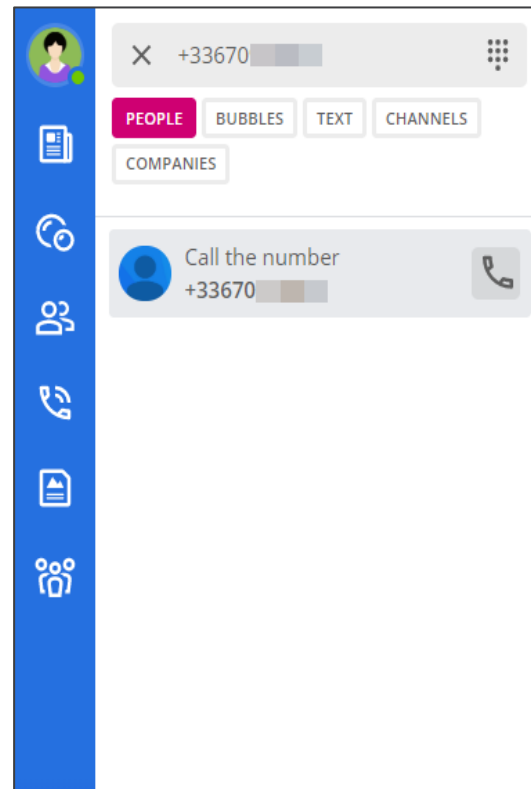 +33670
PEOPLE BUBBLES TEXT CHANNELS
COMPANIES
Call the number
+33670